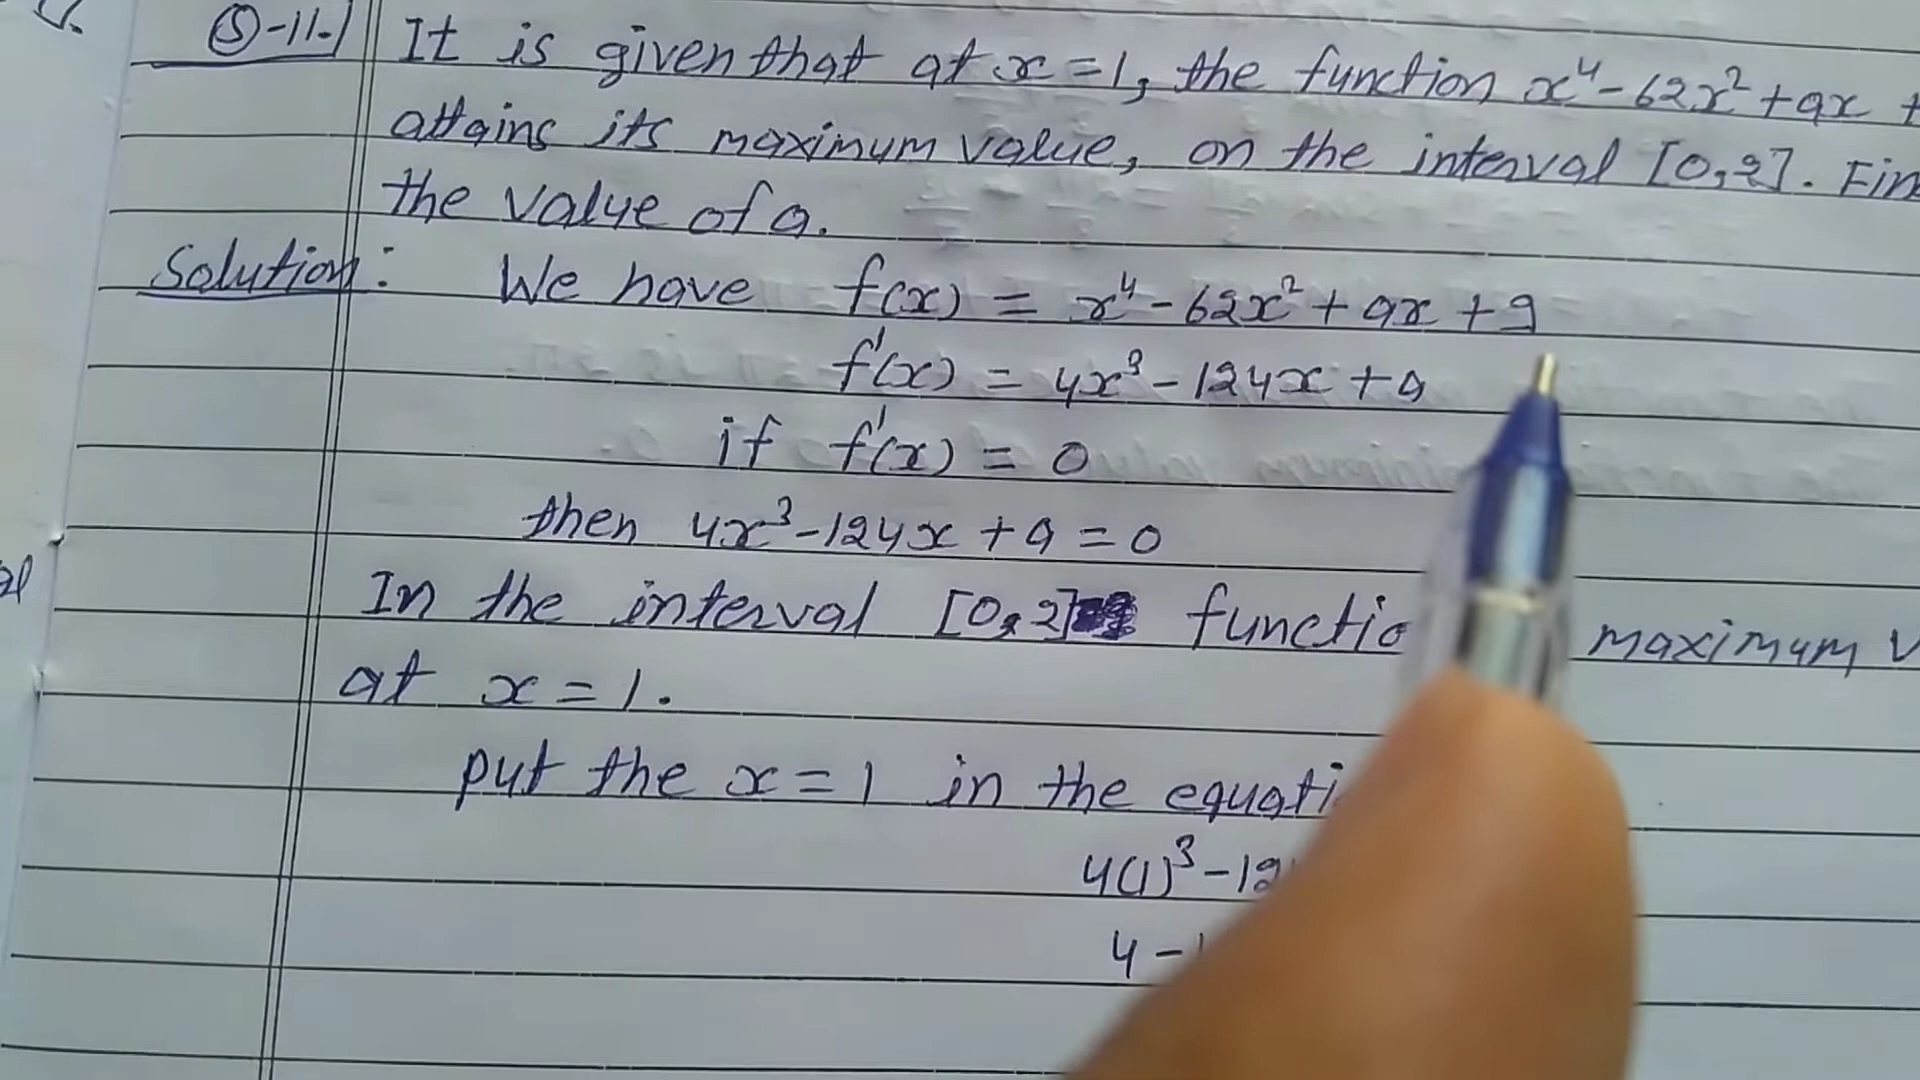 ⑤-11.
It is given that at x=1, the function x⁴-62x²+ax +
attains its maximum value, on the interval [0,2]. Fin
the value of a.
Solution: We have f(x) = x⁴-62x²+ax+9
f'(x) = 4x³-124x+a
if f'(x) = 0
then 4x³-124x+a=0
In the interval [0,2] functio maximum v
at x=1.
put the x=1 in the equati
4(1)³-12
4-